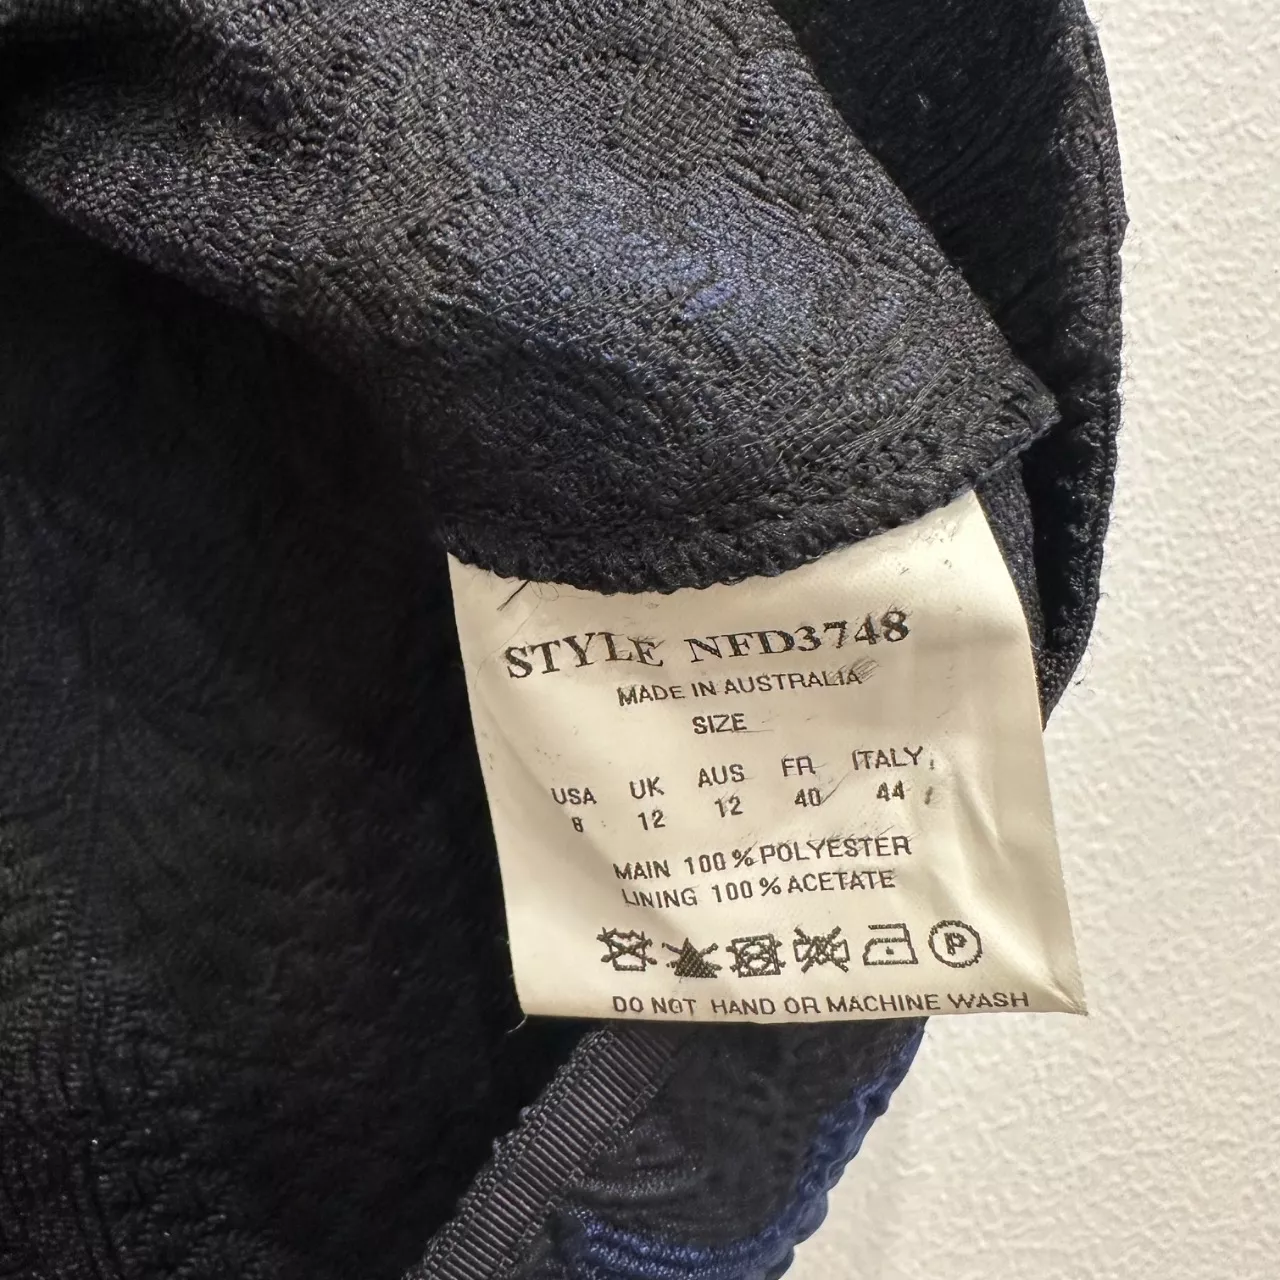 STYLE NFD3748
MADE IN AUSTRALIA
SIZE
USA UK AUS FR ITALY
8 12 12 40 44
MAIN 100% POLYESTER
LINING 100% ACETATE
P
DO NOT HAND OR MACHINE WASH